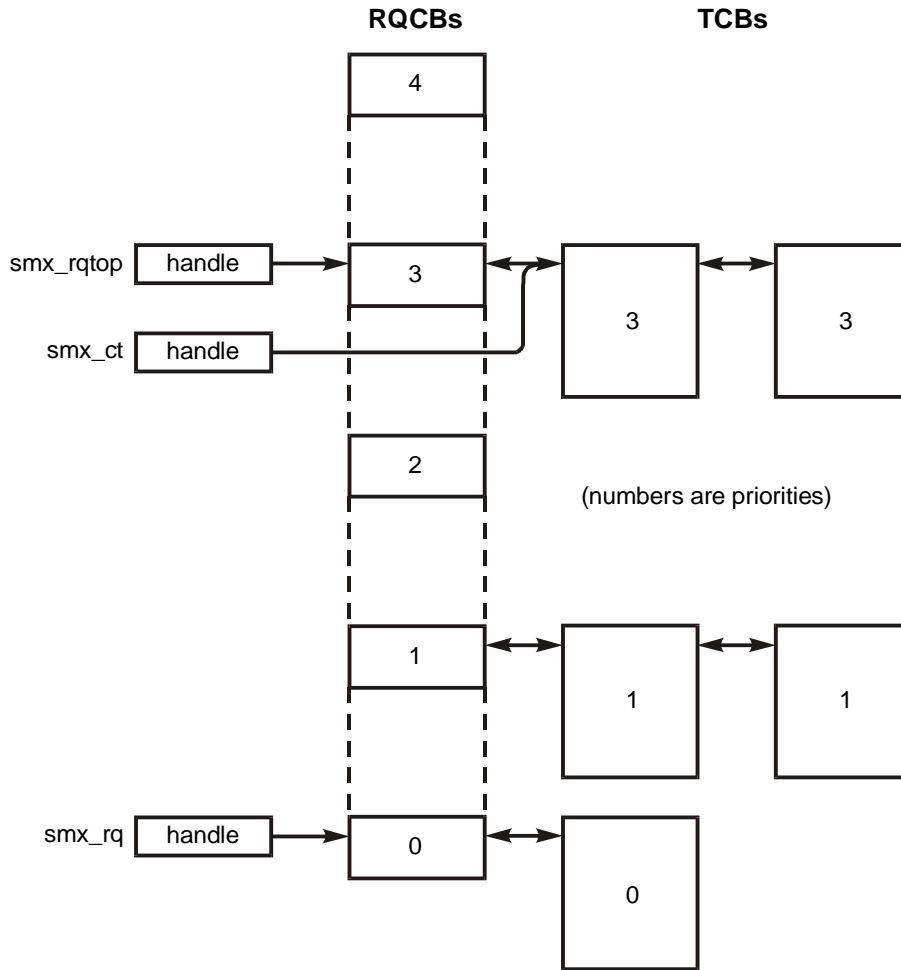 RQCBs TCBs
4
smx_rqtop handle 3
3 3
smx_ct handle
2
(numbers are priorities)
1
1 1
smx_rq handle 0
0